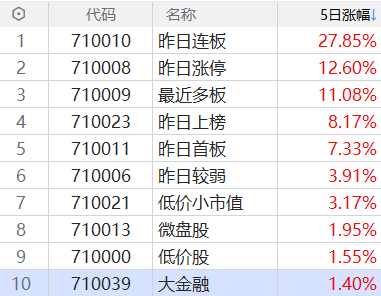 代码 名称 5日涨幅↓
1 710010 昨日连板 27.85%
2 710008 昨日涨停 12.60%
3 710009 最近多板 11.08%
4 710023 昨日上榜 8.17%
5 710011 昨日首板 7.33%
6 710006 昨日较弱 3.91%
7 710021 低价小市值 3.17%
8 710013 微盘股 1.95%
9 710000 低价股 1.55%
10 710039 大金融 1.40%